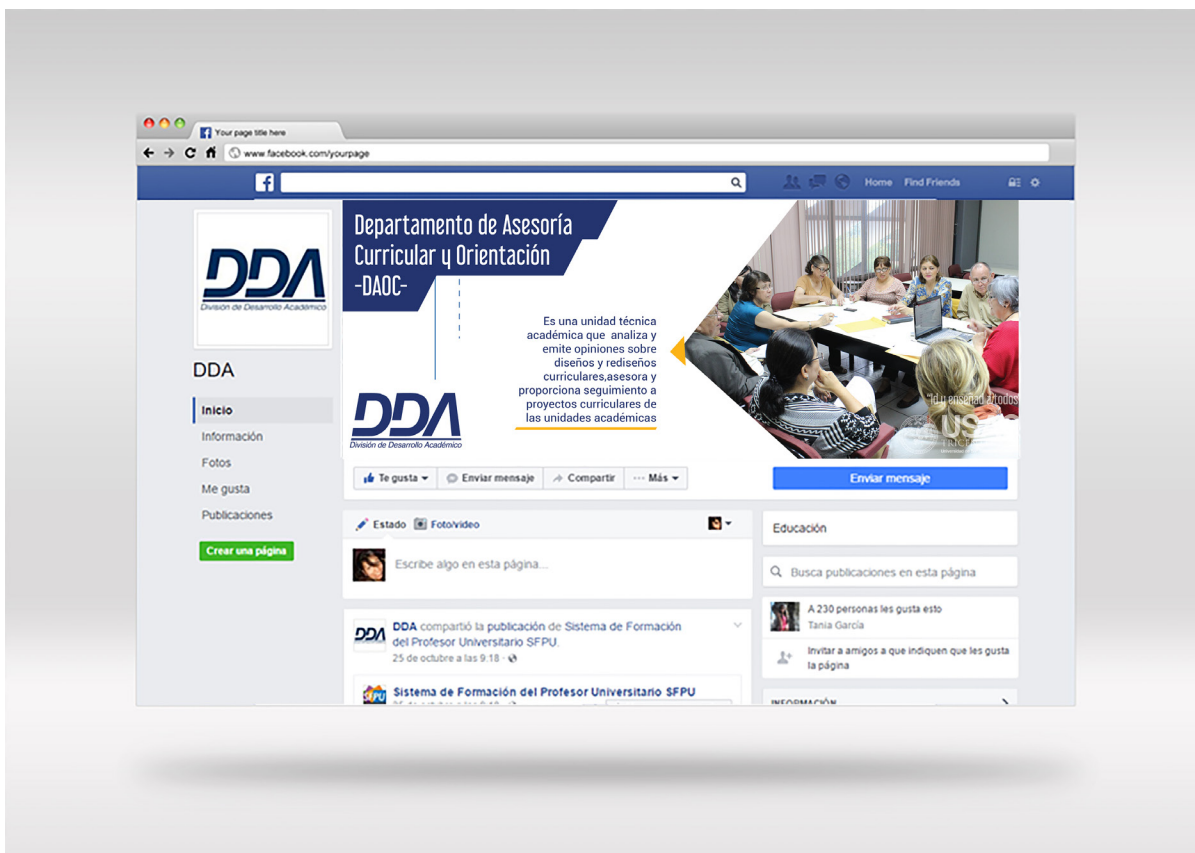 Your page title here
www.facebook.com/yourpage
f
Home Find Friends
DDA
División de Desarrollo Académico
DDA
Inicio
Información
Fotos
Me gusta
Publicaciones
Crear una página
Departamento de Asesoría
Curricular y Orientación
-DAOC-
Es una unidad técnica
académica que analiza y
emite opiniones sobre
diseños y rediseños
curriculares,asesora y
proporciona seguimiento a
proyectos curriculares de
las unidades académicas
DDA
División de Desarrollo Académico
"Id y enseñad a todos
Te gusta Enviar mensaje Compartir ··· Más
Enviar mensaje
Estado Foto/video
Escribe algo en esta página...
DDA
DDA compartió la publicación de Sistema de Formación
del Profesor Universitario SFPU.
25 de octubre a las 9:18 ·
SFPU
Sistema de Formación del Profesor Universitario SFPU
Educación
Busca publicaciones en esta página
A 230 personas les gusta esto
Tania García
Invitar a amigos a que indiquen que les gusta
la página
INFORMACIÓN